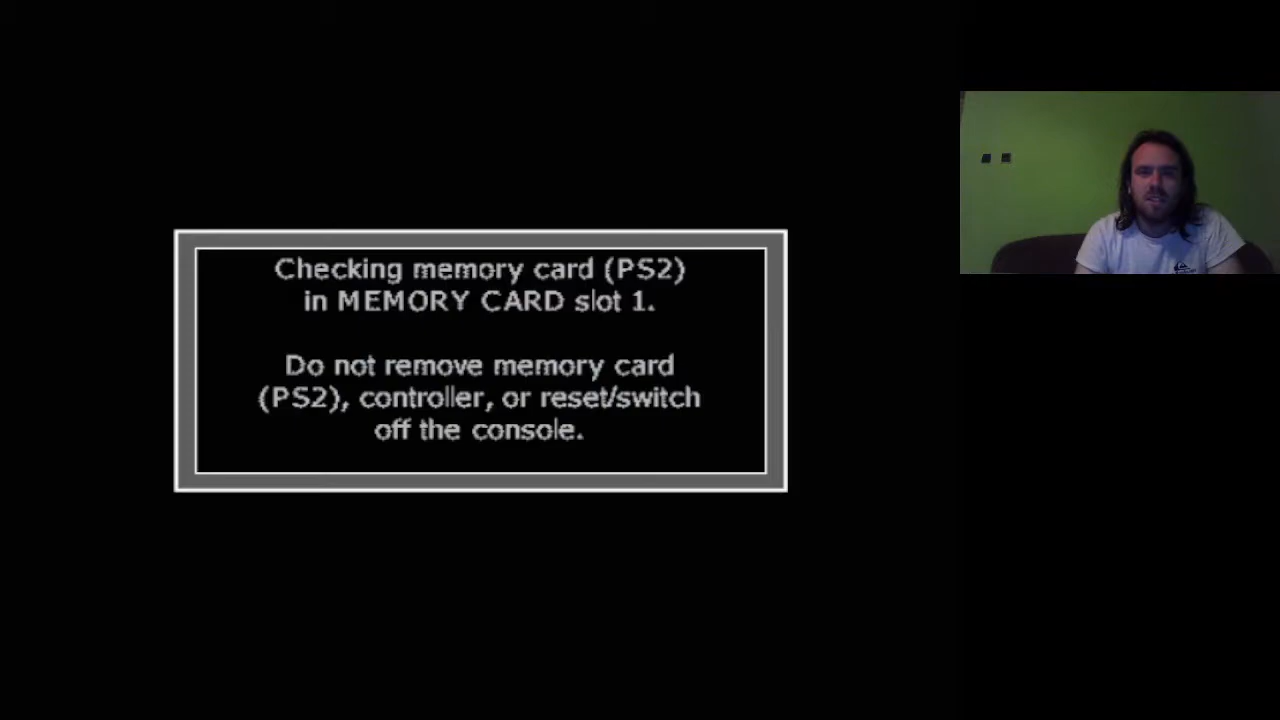 Checking memory card (PS2)
in MEMORY CARD slot 1.
Do not remove memory card
(PS2), controller, or reset/switch
off the console.